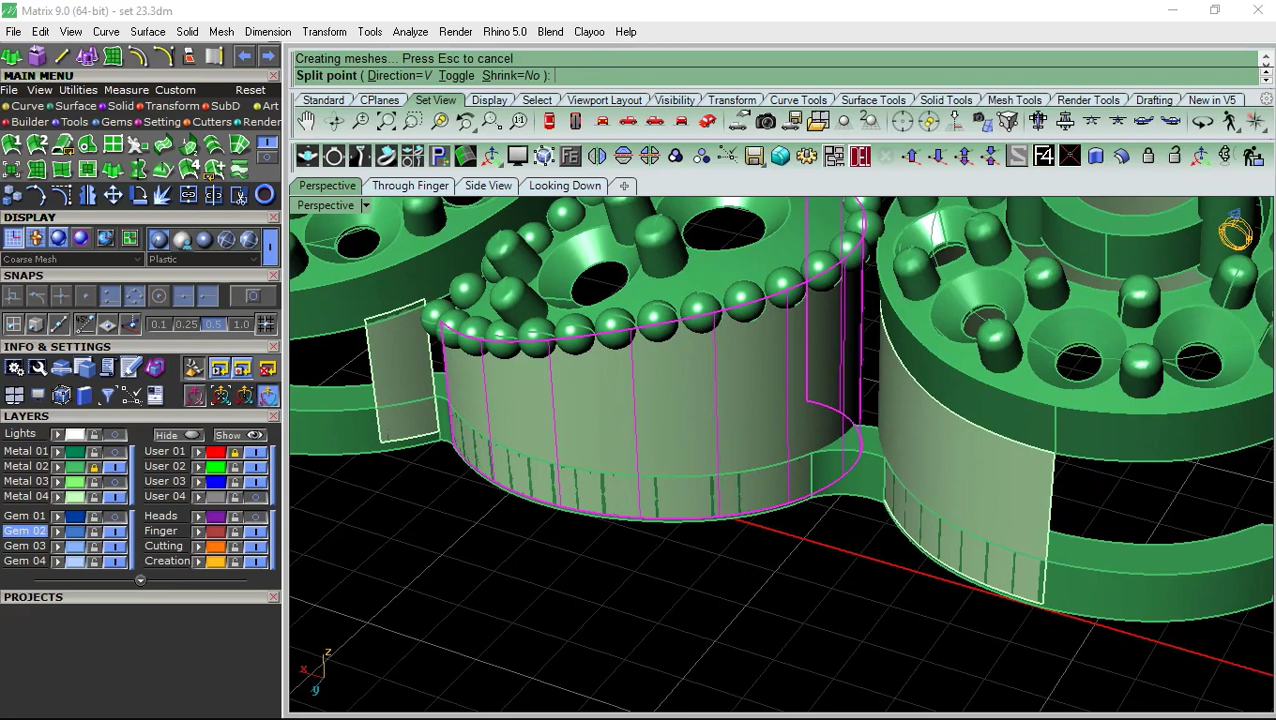 Matrix 9.0 (64-bit) - set 23.3dm
File Edit View Curve Surface Solid Mesh Dimension Transform Tools Analyze Render Rhino 5.0 Blend Clayoo Help
Creating meshes... Press Esc to cancel
Split point ( Direction=V Toggle Shrink=No ):
MAIN MENU
File View Utilities Measure Custom Reset
Curve Surface Solid Transform SubD Art
Builder Tools Gems Setting Cutters Render
Standard CPlanes Set View Display Select Viewport Layout Visibility Transform Curve Tools Surface Tools Solid Tools Mesh Tools Render Tools Drafting New in V5
Perspective Through Finger Side View Looking Down
Perspective
DISPLAY
Coarse Mesh Plastic
SNAPS
0.1 0.25 0.5 1.0
INFO & SETTINGS
LAYERS
Lights Hide Show
Metal 01 User 01
Metal 02 User 02
Metal 03 User 03
Metal 04 User 04
Gem 01 Heads
Gem 02 Finger
Gem 03 Cutting
Gem 04 Creation
PROJECTS
z
x
y